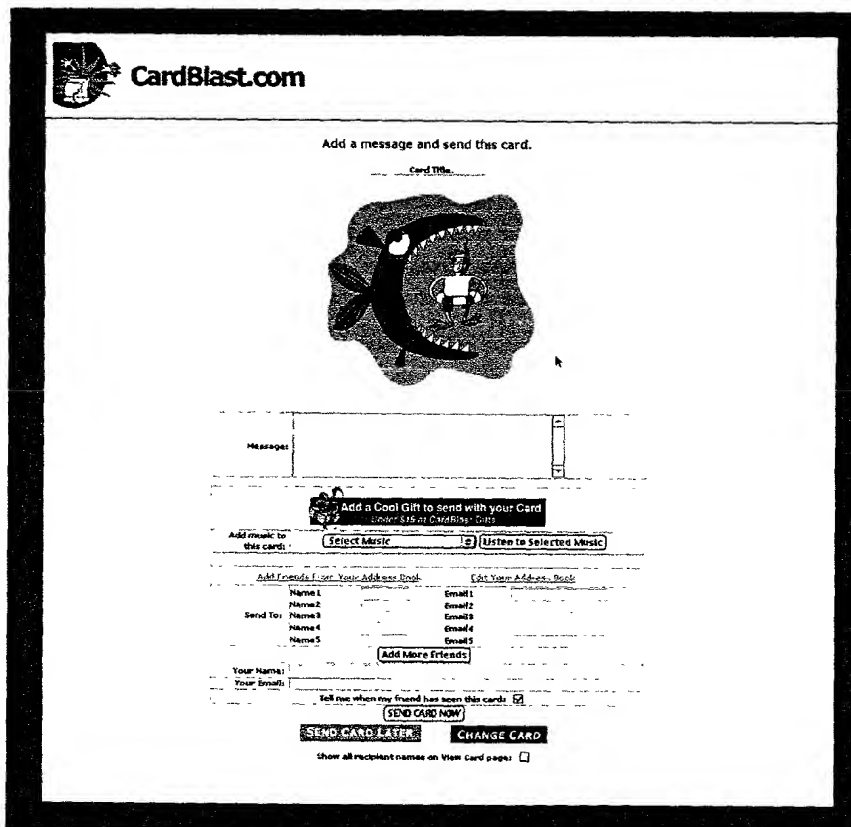 CardBlast.com
Add a message and send this card.
Card Title.
Message:
Add a Cool Gift to send with your Card
Under $15 at CardBlast Gifts
Add music to
this card:
Select Music Listen to Selected Music
Add Friends From Your Address Book Edit Your Address Book
Name1 Email1
Name2 Email2
Send To: Name3 Email3
Name4 Email4
Name5 Email5
Add More Friends
Your Name:
Your Email:
Tell me when my friend has seen this card:
SEND CARD NOW
SEND CARD LATER CHANGE CARD
Show all recipient names on View Card page: